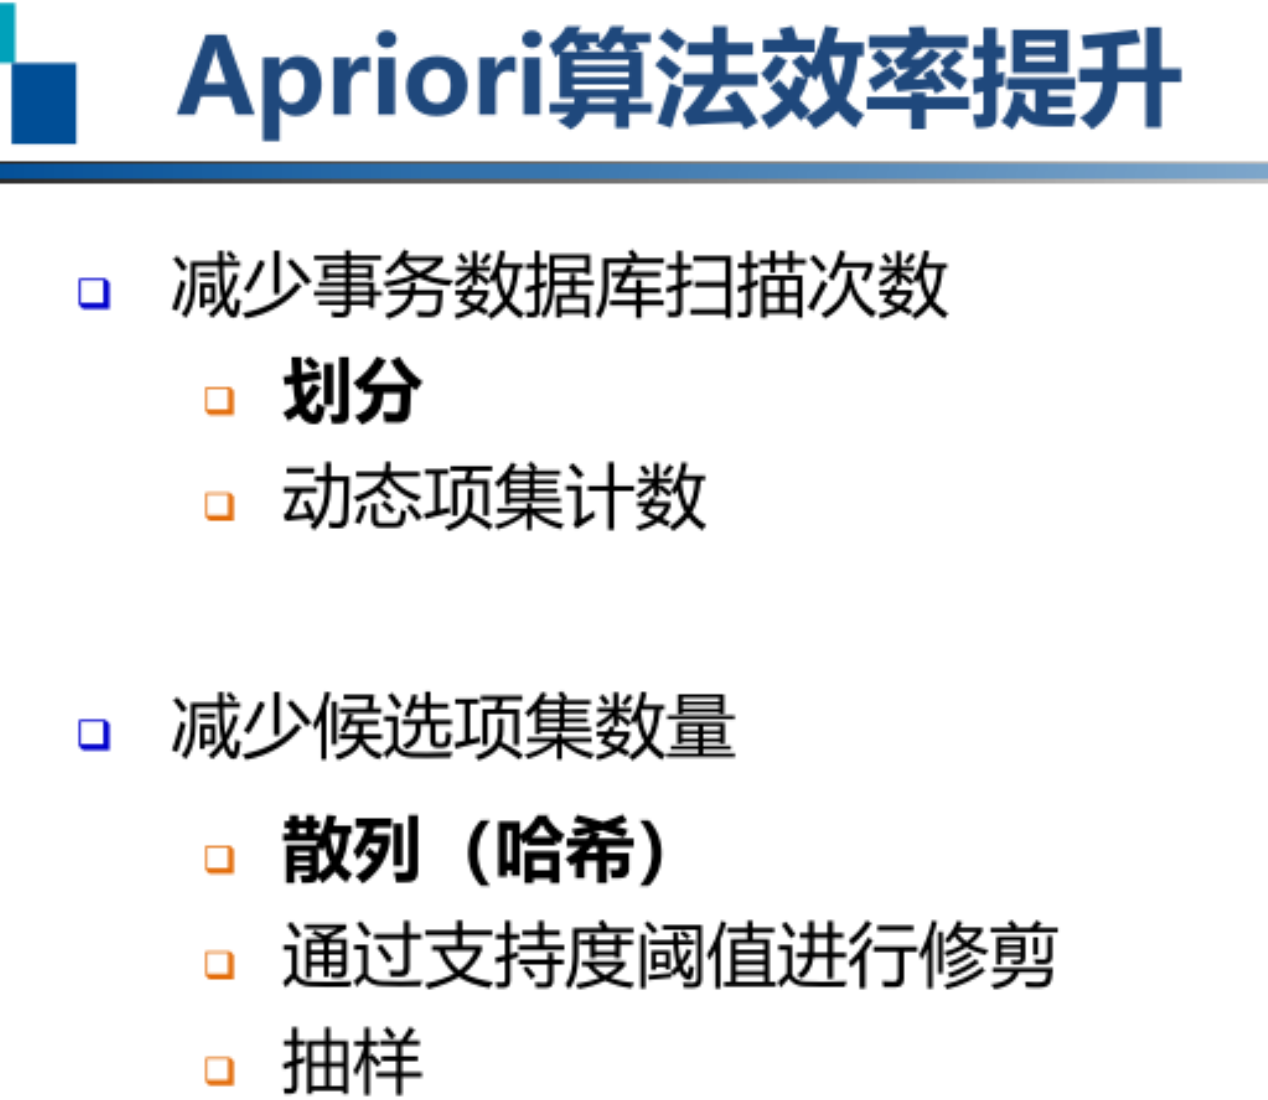 Apriori算法效率提升
减少事务数据库扫描次数
划分
动态项集计数
减少候选项集数量
散列（哈希）
通过支持度阈值进行修剪
抽样